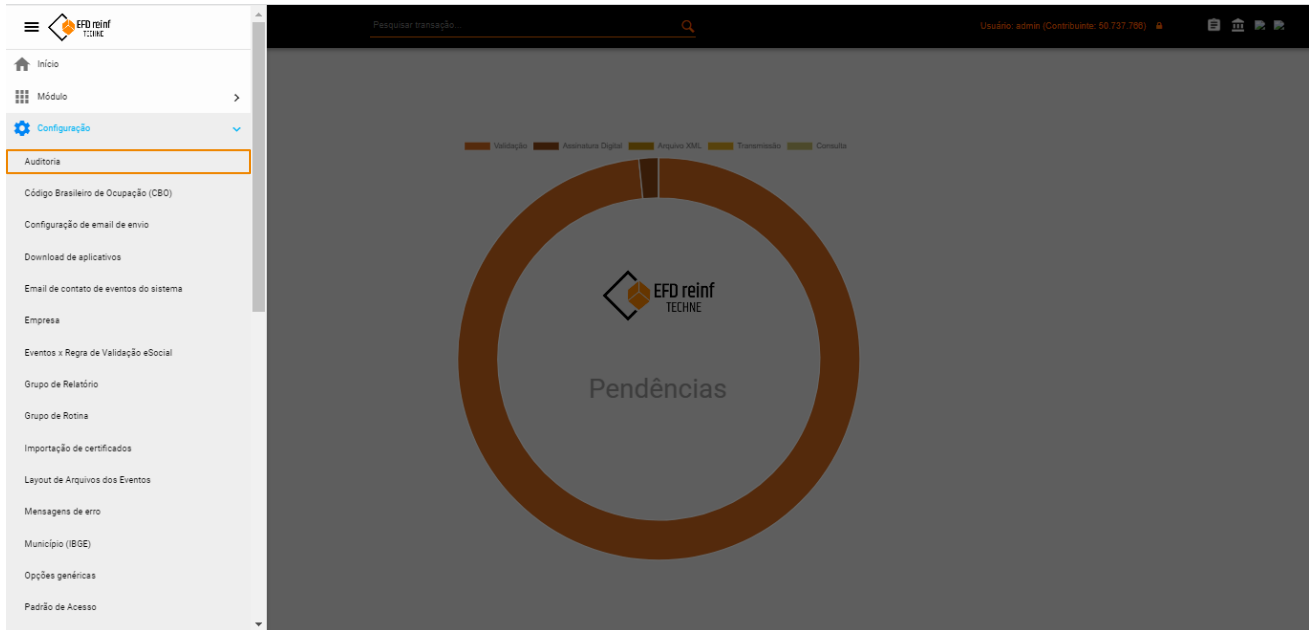 EFD reinf
TECHNE
Pesquisar transação...
Usuário: admin (Contribuinte: 50.737.766)
Início
Módulo
Configuração
Auditoria
Código Brasileiro de Ocupação (CBO)
Configuração de email de envio
Download de aplicativos
Email de contato de eventos do sistema
Empresa
Eventos x Regra de Validação eSocial
Grupo de Relatório
Grupo de Rotina
Importação de certificados
Layout de Arquivos dos Eventos
Mensagens de erro
Município (IBGE)
Opções genéricas
Padrão de Acesso
Validação Assinatura Digital Arquivo XML Transmissão Consulta
EFD reinf
TECHNE
Pendências